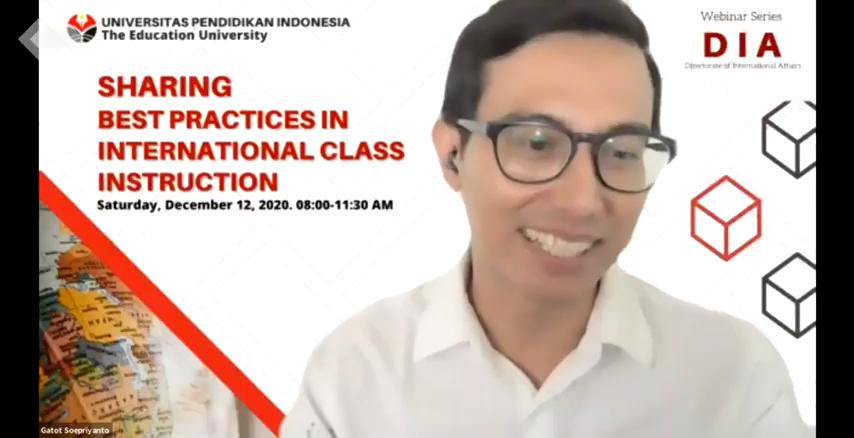 UNIVERSITAS PENDIDIKAN INDONESIA
The Education University
Webinar Series
DIA
Directorate of International Affairs
SHARING
BEST PRACTICES IN
INTERNATIONAL CLASS
INSTRUCTION
Saturday, December 12, 2020. 08:00-11:30 AM
Gatot Soepriyanto